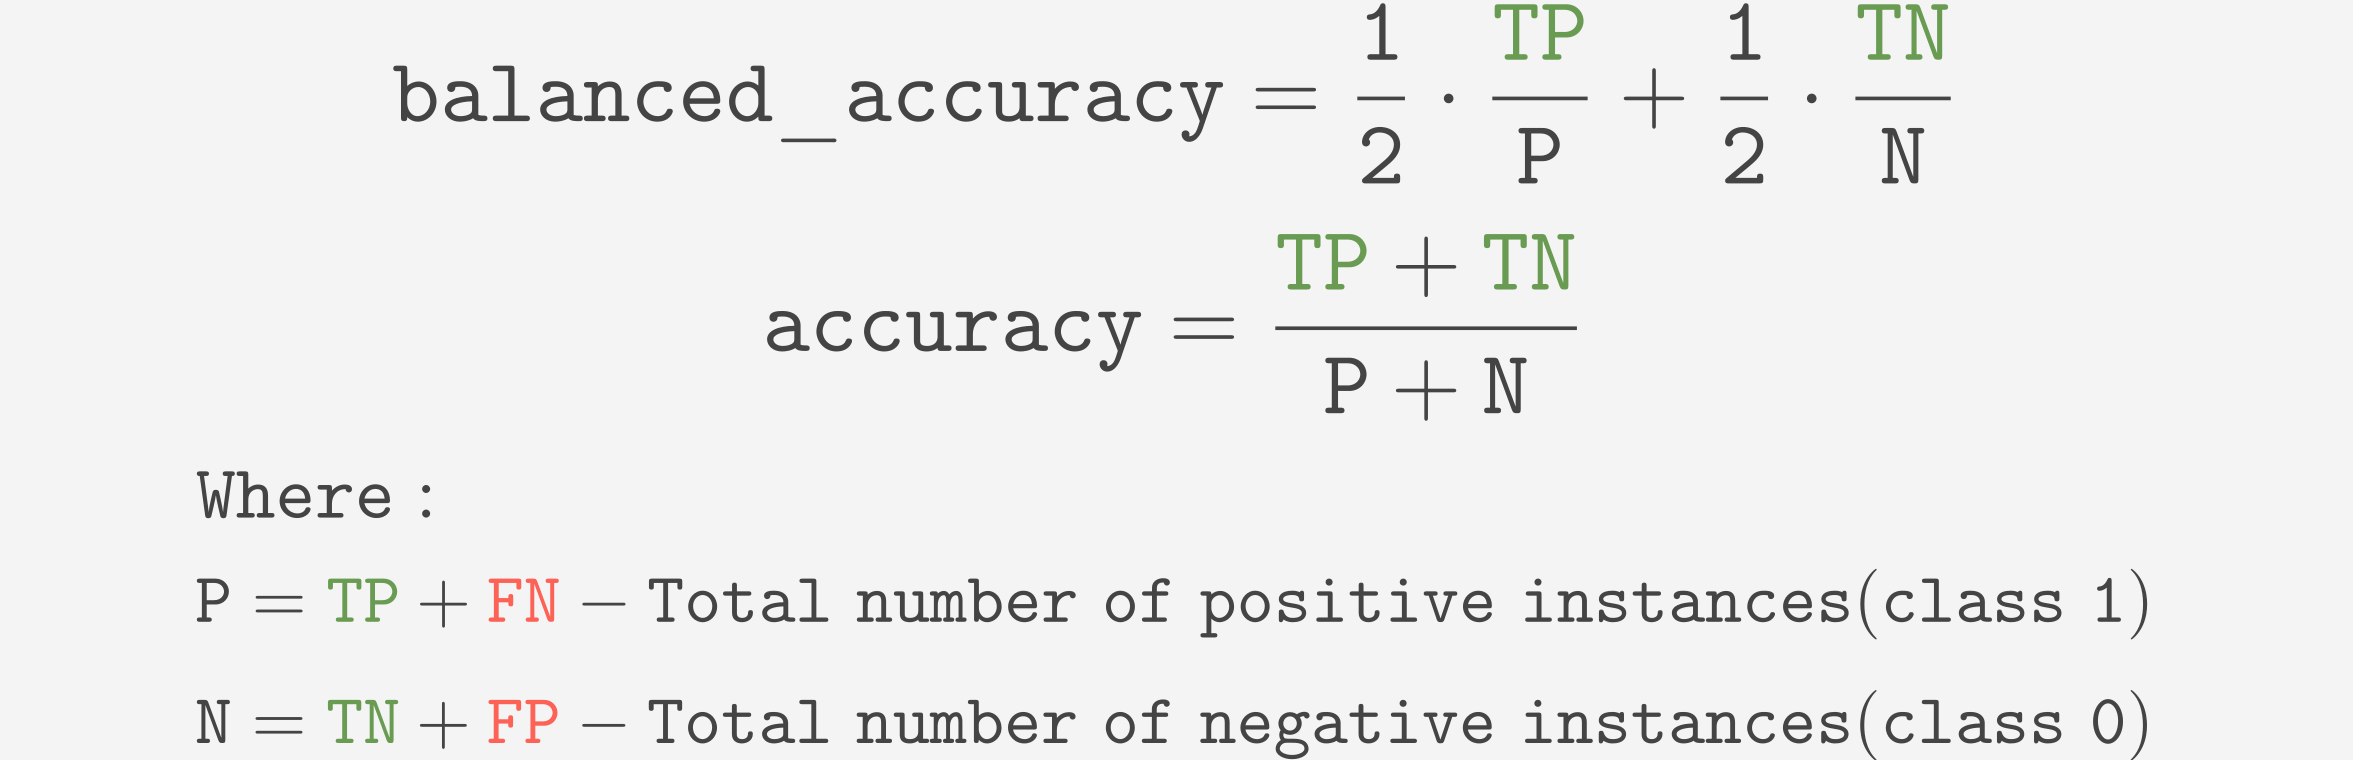 balanced_accuracy = 1/2 · TP/P + 1/2 · TN/N
accuracy = TP + TN / P + N
Where :
P = TP + FN − Total number of positive instances(class 1)
N = TN + FP − Total number of negative instances(class 0)